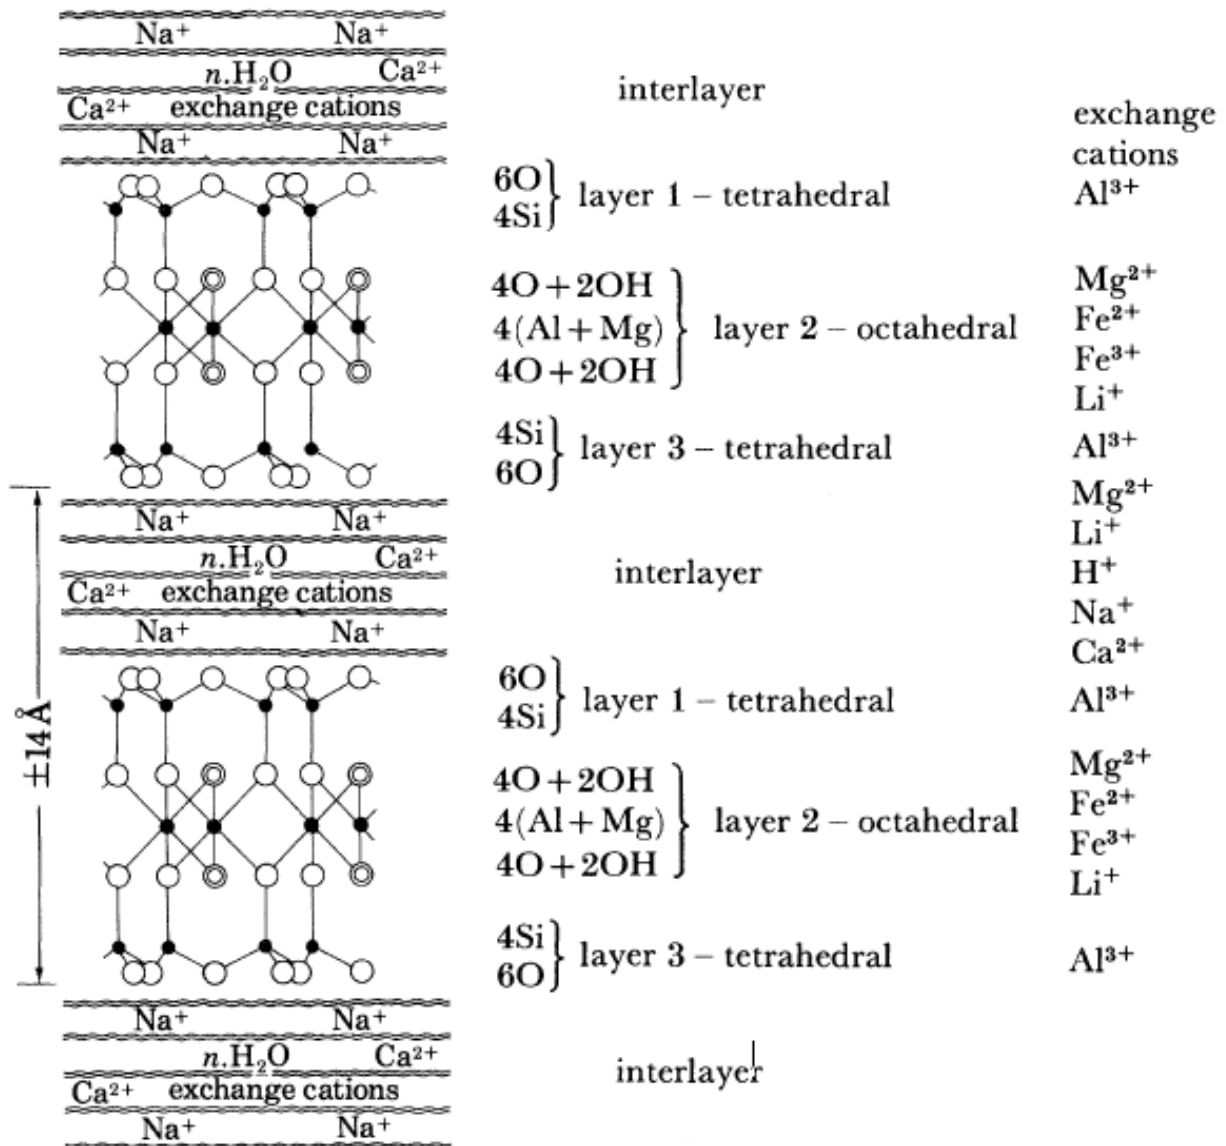 Na⁺ Na⁺
n.H₂O Ca²⁺
Ca²⁺ exchange cations
Na⁺ Na⁺
interlayer
exchange
cations
6O
4Si
layer 1 – tetrahedral
Al³⁺
4O + 2OH
4(Al + Mg)
4O + 2OH
layer 2 – octahedral
Mg²⁺
Fe²⁺
Fe³⁺
Li⁺
4Si
6O
layer 3 – tetrahedral
Al³⁺
Na⁺ Na⁺
n.H₂O Ca²⁺
Ca²⁺ exchange cations
Na⁺ Na⁺
interlayer
Mg²⁺
Li⁺
H⁺
Na⁺
Ca²⁺
±14 Å
6O
4Si
layer 1 – tetrahedral
Al³⁺
4O + 2OH
4(Al + Mg)
4O + 2OH
layer 2 – octahedral
Mg²⁺
Fe²⁺
Fe³⁺
Li⁺
4Si
6O
layer 3 – tetrahedral
Al³⁺
Na⁺ Na⁺
n.H₂O Ca²⁺
Ca²⁺ exchange cations
Na⁺ Na⁺
interlayer